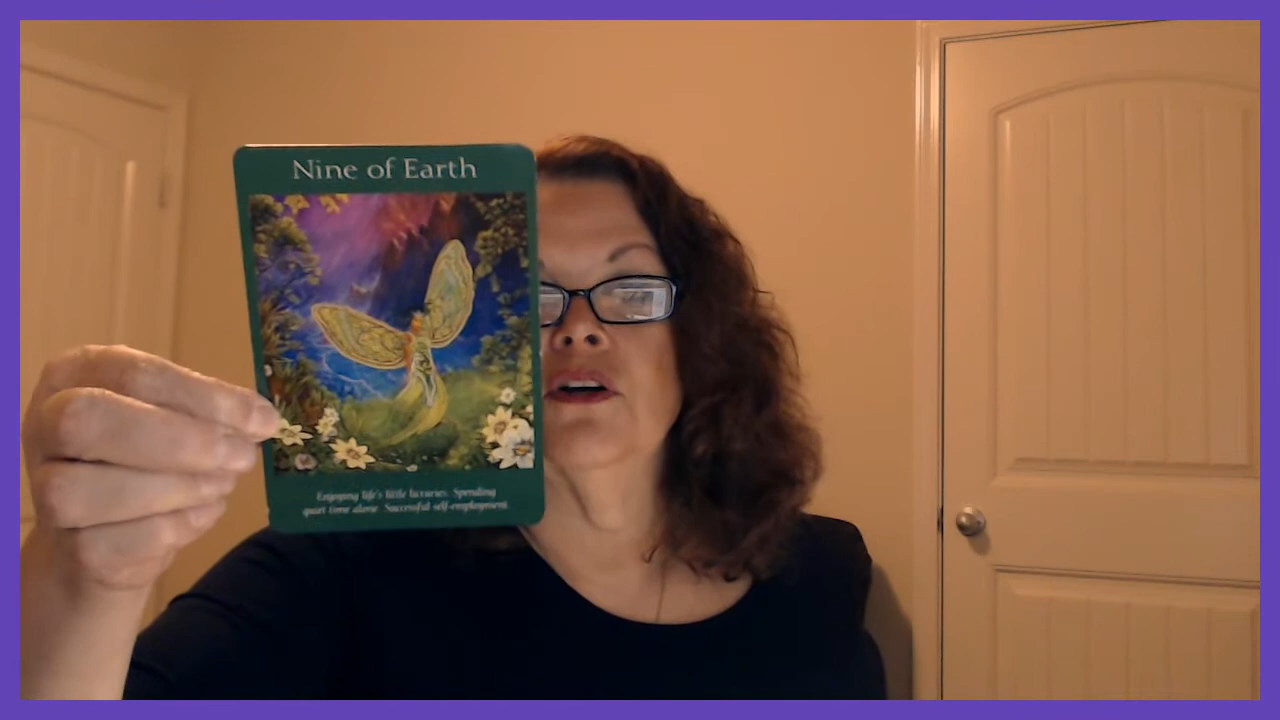 Nine of Earth
Enjoying life's little luxuries. Spending
quiet time alone. Successful self-employment.